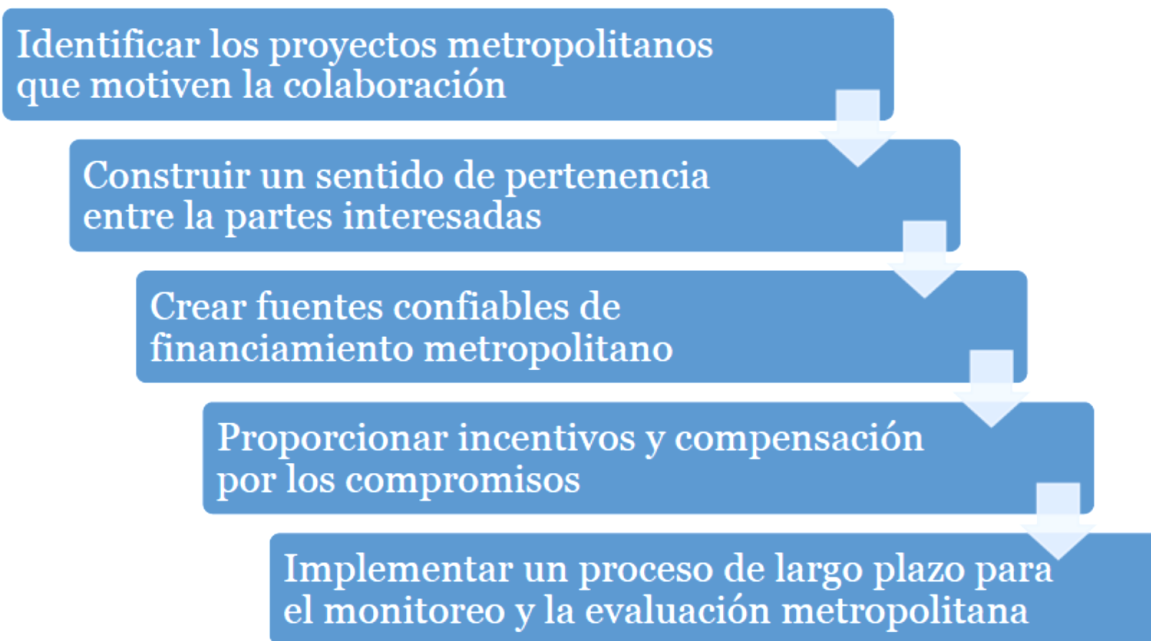 Identificar los proyectos metropolitanos
que motiven la colaboración
Construir un sentido de pertenencia
entre la partes interesadas
Crear fuentes confiables de
financiamiento metropolitano
Proporcionar incentivos y compensación
por los compromisos
Implementar un proceso de largo plazo para
el monitoreo y la evaluación metropolitana